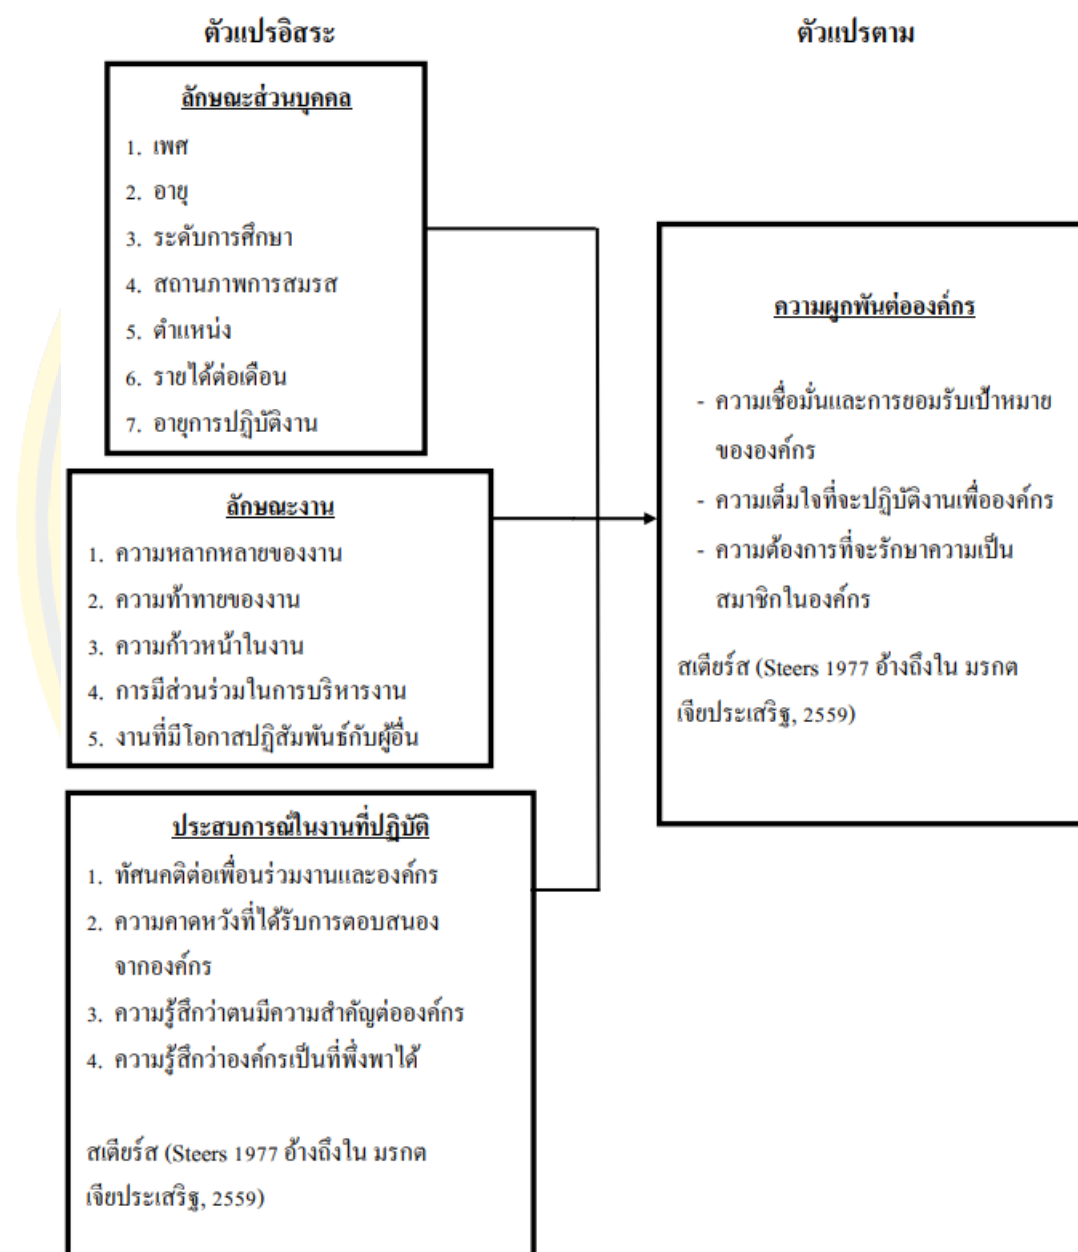 ตัวแปรอิสระ
ตัวแปรตาม
ลักษณะส่วนบุคคล
1. เพศ
2. อายุ
3. ระดับการศึกษา
4. สถานภาพการสมรส
5. ตำแหน่ง
6. รายได้ต่อเดือน
7. อายุการปฏิบัติงาน
ลักษณะงาน
1. ความหลากหลายของงาน
2. ความท้าทายของงาน
3. ความก้าวหน้าในงาน
4. การมีส่วนร่วมในการบริหารงาน
5. งานที่มีโอกาสปฏิสัมพันธ์กับผู้อื่น
ประสบการณ์ในงานที่ปฏิบัติ
1. ทัศนคติต่อเพื่อนร่วมงานและองค์กร
2. ความคาดหวังที่ได้รับการตอบสนอง
จากองค์กร
3. ความรู้สึกว่าตนมีความสำคัญต่อองค์กร
4. ความรู้สึกว่าองค์กรเป็นที่พึ่งพาได้
สเตียร์ส (Steers 1977 อ้างถึงใน มรกต
เจียประเสริฐ, 2559)
ความผูกพันต่อองค์กร
- ความเชื่อมั่นและการยอมรับเป้าหมาย
ขององค์กร
- ความเต็มใจที่จะปฏิบัติงานเพื่อองค์กร
- ความต้องการที่จะรักษาความเป็น
สมาชิกในองค์กร
สเตียร์ส (Steers 1977 อ้างถึงใน มรกต
เจียประเสริฐ, 2559)